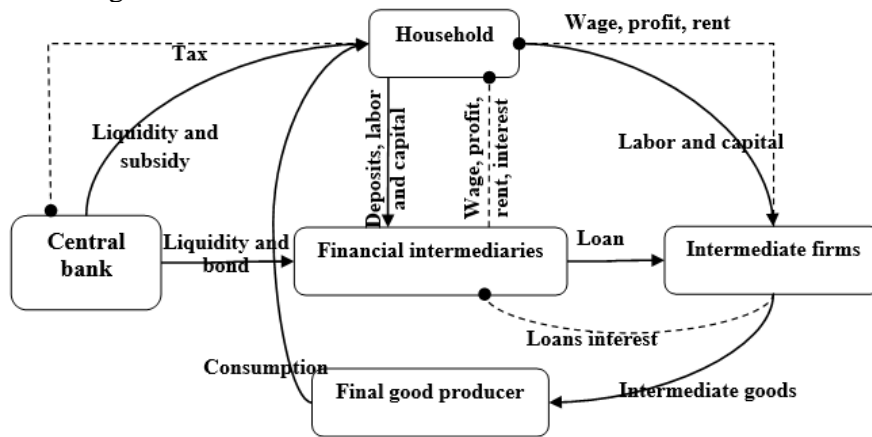 Household
Wage, profit, rent
Tax
Liquidity and
subsidy
Deposits, labor
and capital
Wage, profit,
rent, interest
Labor and capital
Central
bank
Liquidity and
bond
Financial intermediaries
Loan
Intermediate firms
Loans interest
Consumption
Final good producer
Intermediate goods